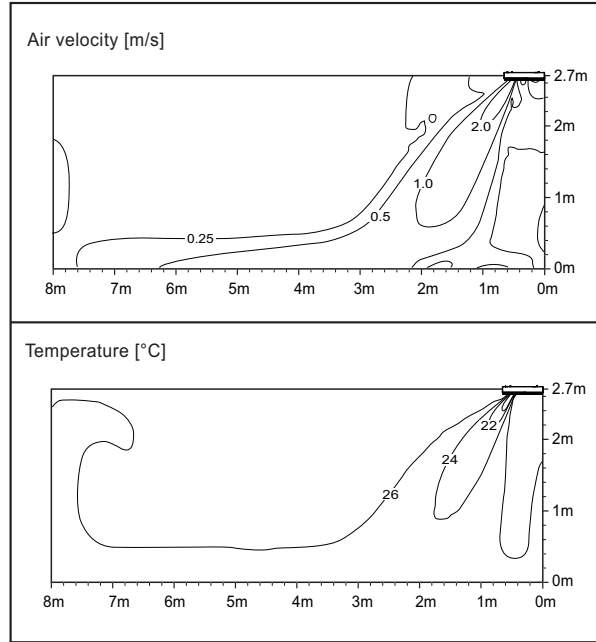 Air velocity [m/s]
2.7m
2.0
2m
1.0
1m
0.5
0.25
0m
8m 7m 6m 5m 4m 3m 2m 1m 0m
Temperature [°C]
2.7m
22
2m
24
26
1m
0m
8m 7m 6m 5m 4m 3m 2m 1m 0m